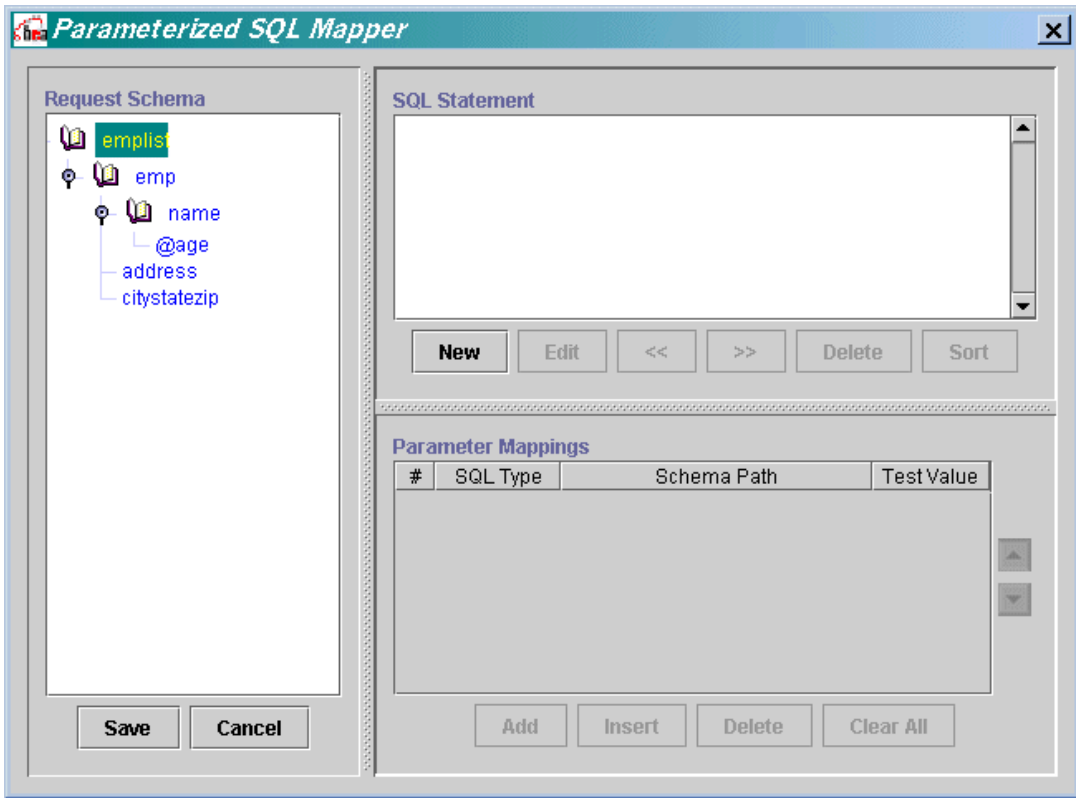 Parameterized SQL Mapper
Request Schema
emplist
emp
name
@age
address
citystatezip
Save Cancel
SQL Statement
New Edit << >> Delete Sort
Parameter Mappings
# SQL Type Schema Path Test Value
Add Insert Delete Clear All